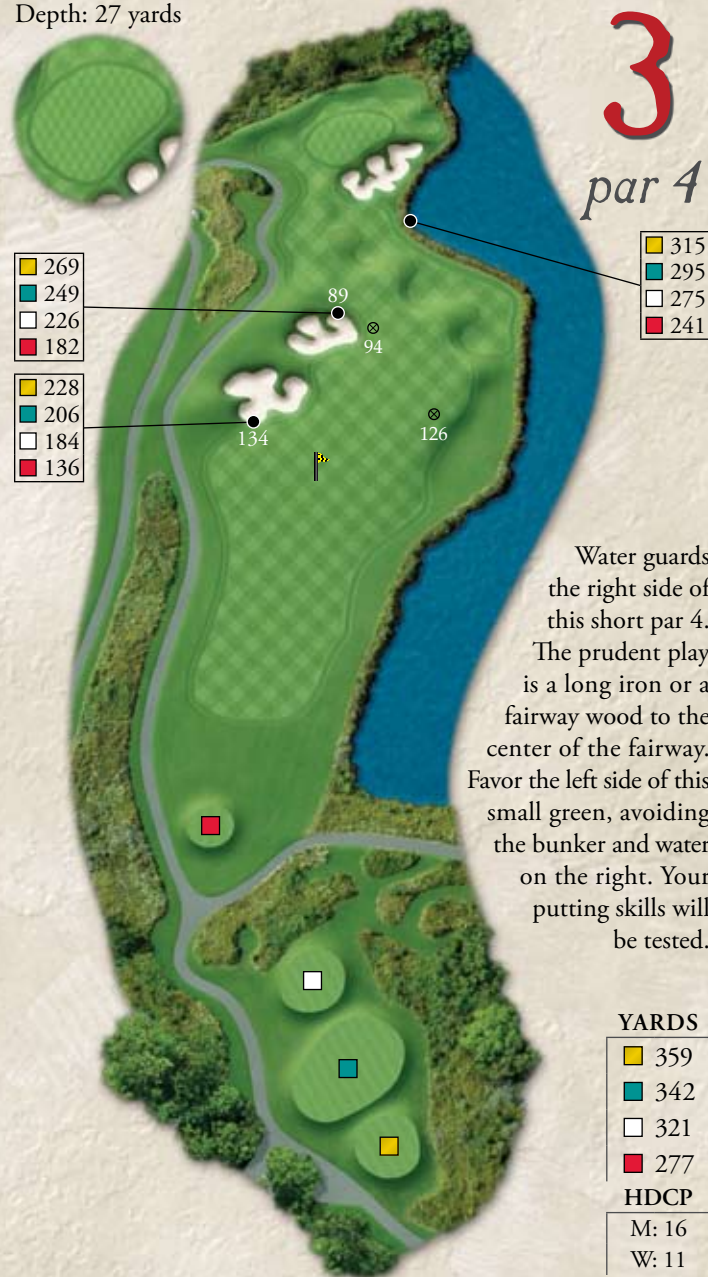 Depth: 27 yards
3
par 4
315
295
275
241
269
249
226
182
89
94
228
206
184
136
134
126
3
Water guards
the right side of
this short par 4.
The prudent play
is a long iron or a
fairway wood to the
center of the fairway.
Favor the left side of this
small green, avoiding
the bunker and water
on the right. Your
putting skills will
be tested.
YARDS
359
342
321
277
HDCP
M: 16
W: 11